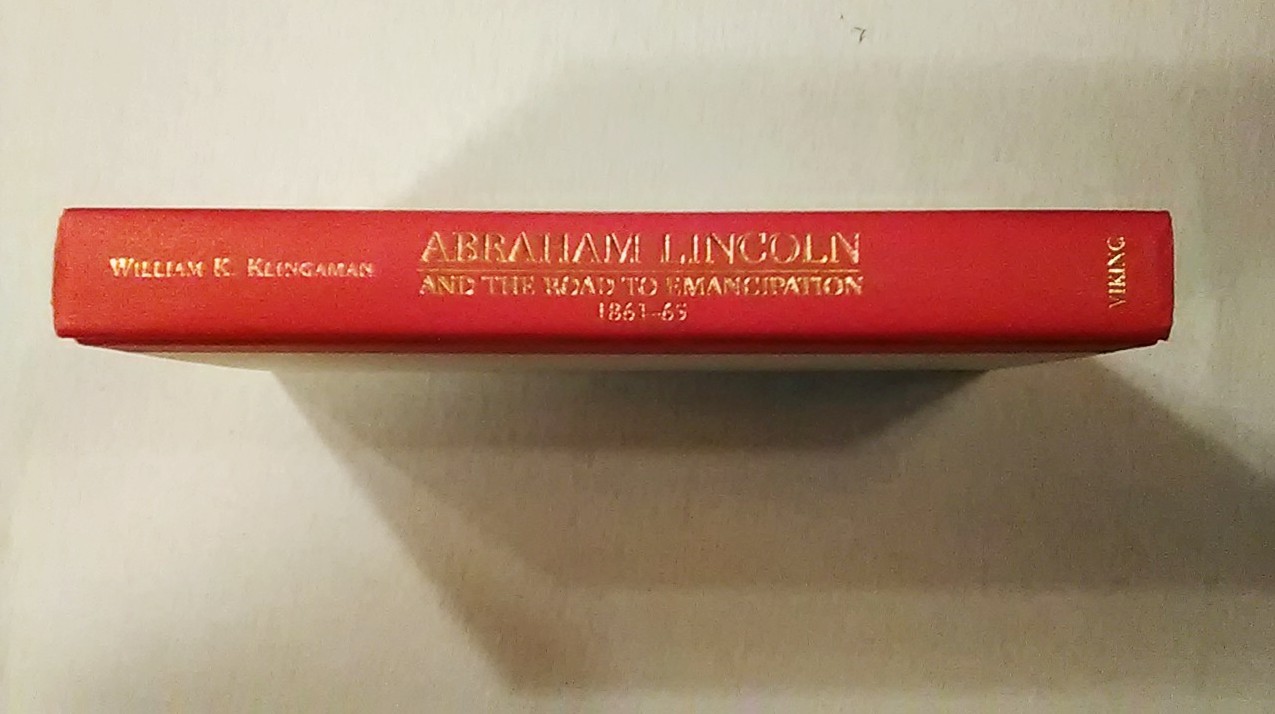 WILLIAM K. KLINGAMAN
ABRAHAM LINCOLN
AND THE ROAD TO EMANCIPATION
1861-65
VIKING